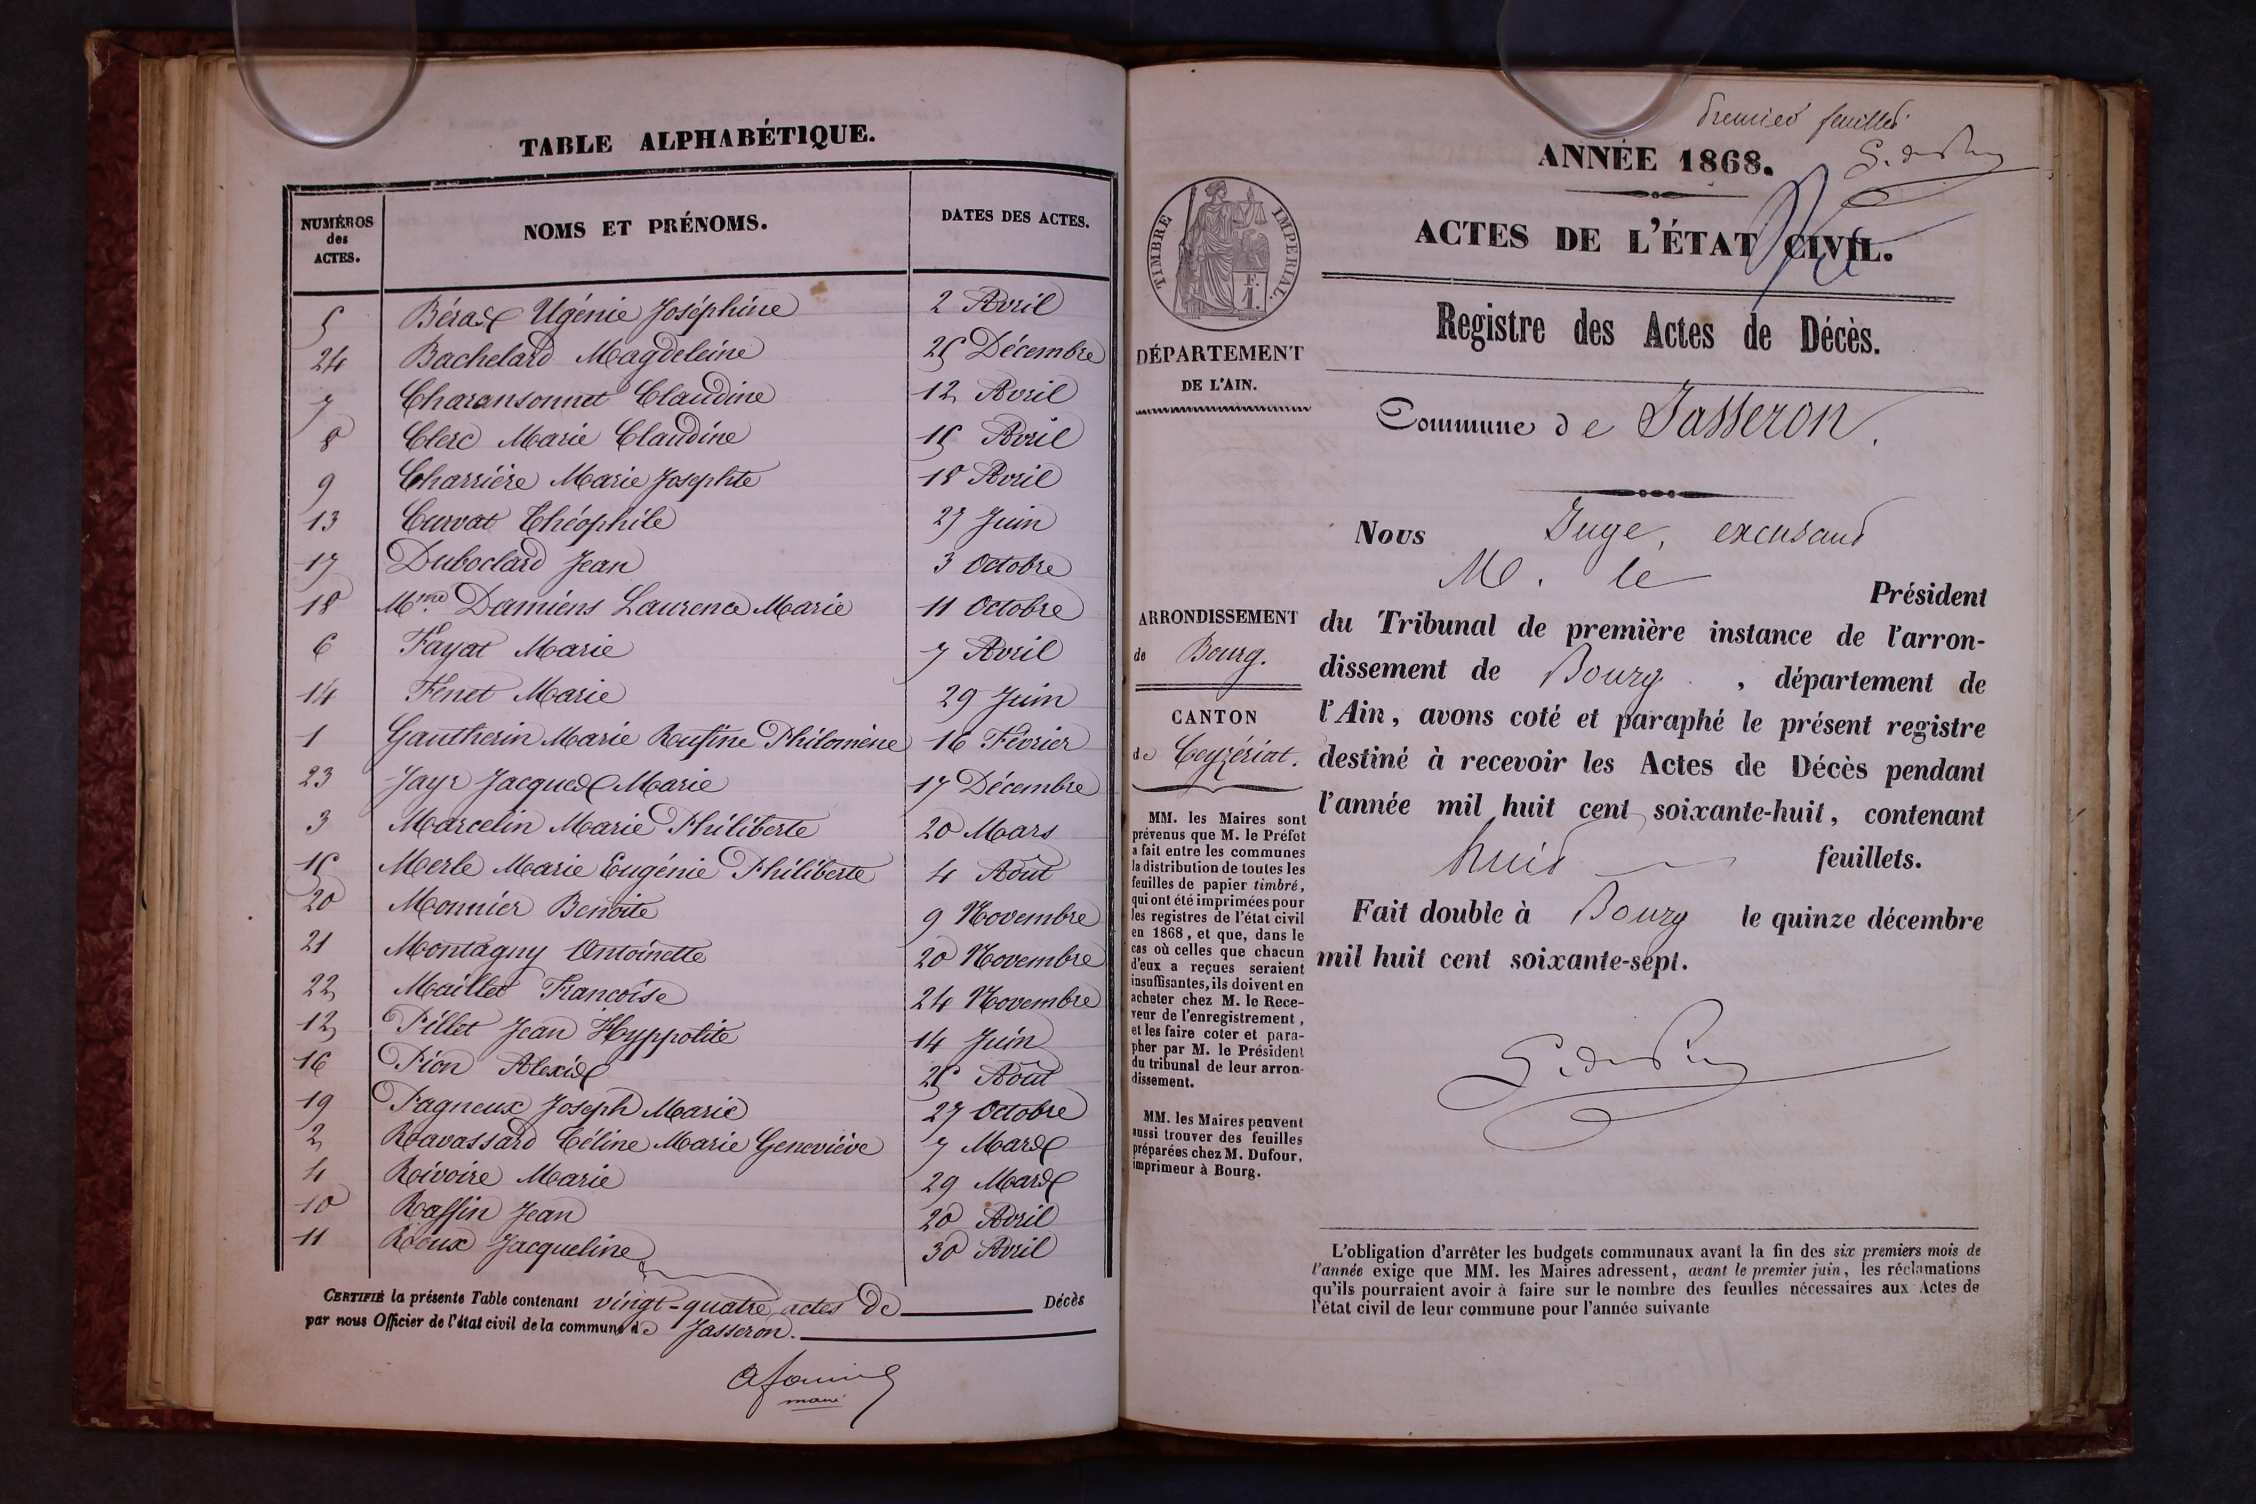 TABLE ALPHABÉTIQUE.
NUMÉROS des ACTES. NOMS ET PRÉNOMS. DATES DES ACTES.
5 Béras Ugénie Joséphine 2 Avril
24 Bachelard Magdeleine 25 Décembre
7 Charansonnet Claudine 12 Avril
8 Clerc Marie Claudine 15 Avril
9 Charrière Marie Josephte 18 Avril
13 Curvat Théophile 27 Juin
17 Duboclard Jean 3 Octobre
18 Mme Damiens Laurence Marie 11 Octobre
6 Fayat Marie 7 Avril
14 Fenet Marie 29 Juin
1 Gautherin Marie Rufine Philomène 16 Février
23 Jayr Jacques Marie 17 Décembre
3 Marcelin Marie Philiberte 20 Mars
15 Merle Marie Eugénie Philiberte 4 Aout
20 Monnier Benoite 9 Novembre
21 Montagny Antoinette 20 Novembre
22 Maillet Francoise 24 Novembre
12 Pillet Jean Hyppolite 14 Juin
16 Pion Alexis 25 Aout
19 Pagneux Joseph Marie 27 Octobre
2 Ravassard Céline Marie Geneviève 7 Mars
4 Rivoire Marie 29 Mars
10 Raffin Jean 20 Avril
11 Rioux Jacqueline 30 Avril
CERTIFIÉ la présente Table contenant vingt-quatre actes de Décès
par nous Officier de l'état civil de la commune de Jasseron.
maire
premier feuillet
ANNÉE 1868.
ACTES DE L'ÉTAT CIVIL.
Registre des Actes de Décès.
TIMBRE IMPERIAL.
F. 1.
DÉPARTEMENT
DE L'AIN.
Commune de Jasseron.
ARRONDISSEMENT
de Bourg.
CANTON
de Ceyzériat.
MM. les Maires sont
prévenus que M. le Préfet
a fait entre les communes
la distribution de toutes les
feuilles de papier timbré,
qui ont été imprimées pour
les registres de l'état civil
en 1868, et que, dans le
cas où celles que chacun
d'eux a reçues seraient
insuffisantes, ils doivent en
acheter chez M. le Rece-
veur de l'enregistrement,
et les faire coter et para-
pher par M. le Président
du tribunal de leur arron-
dissement.
MM. les Maires peuvent
aussi trouver des feuilles
préparées chez M. Dufour,
imprimeur à Bourg.
Nous Juge, excusant
M. le
Président
du Tribunal de première instance de l'arron-
dissement de Bourg, département de
l'Ain, avons coté et paraphé le présent registre
destiné à recevoir les Actes de Décès pendant
l'année mil huit cent soixante-huit, contenant
huit feuillets.
Fait double à Bourg le quinze décembre
mil huit cent soixante-sept.
L'obligation d'arrêter les budgets communaux avant la fin des six premiers mois de
l'année exige que MM. les Maires adressent, avant le premier juin, les réclamations
qu'ils pourraient avoir à faire sur le nombre des feuilles nécessaires aux Actes de
l'état civil de leur commune pour l'année suivante